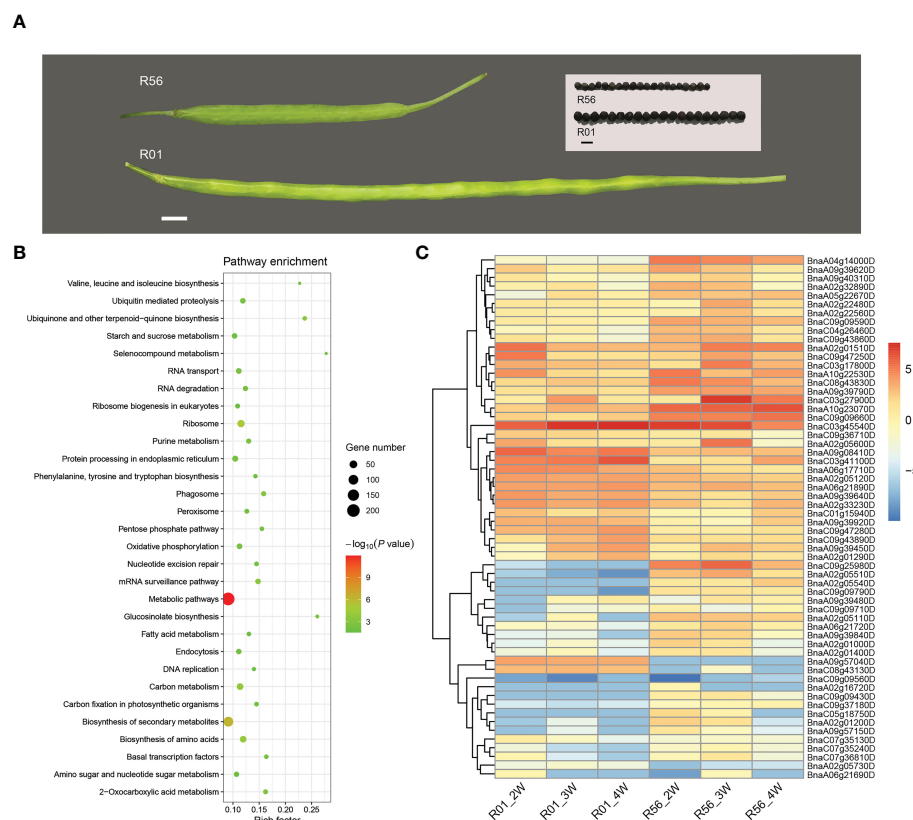 A
R56
R01
R56
R01
B
Pathway enrichment
Valine, leucine and isoleucine biosynthesis
Ubiquitin mediated proteolysis
Ubiquinone and other terpenoid−quinone biosynthesis
Starch and sucrose metabolism
Selenocompound metabolism
RNA transport
RNA degradation
Ribosome biogenesis in eukaryotes
Ribosome
Purine metabolism
Protein processing in endoplasmic reticulum
Phenylalanine, tyrosine and tryptophan biosynthesis
Phagosome
Peroxisome
Pentose phosphate pathway
Oxidative phosphorylation
Nucleotide excision repair
mRNA surveillance pathway
Metabolic pathways
Glucosinolate biosynthesis
Fatty acid metabolism
Endocytosis
DNA replication
Carbon metabolism
Carbon fixation in photosynthetic organisms
Biosynthesis of secondary metabolites
Biosynthesis of amino acids
Basal transcription factors
Amino sugar and nucleotide sugar metabolism
2−Oxocarboxylic acid metabolism
0.10 0.15 0.20 0.25
Rich factor
Gene number
50
100
150
200
−log10(P value)
9
6
3
C
BnaA04g14000D
BnaA09g39620D
BnaA09g40310D
BnaA02g32890D
BnaA05g22670D
BnaA02g22480D
BnaA02g22560D
BnaC09g09590D
BnaC04g26460D
BnaC09g43860D
BnaA02g01510D
BnaC09g47250D
BnaC03g17800D
BnaA10g22530D
BnaC08g43830D
BnaA09g39790D
BnaC03g27900D
BnaA10g23070D
BnaC09g09660D
BnaC03g45540D
BnaC09g36710D
BnaA02g05600D
BnaA09g08410D
BnaC03g41100D
BnaA06g17710D
BnaA02g05120D
BnaA06g21890D
BnaA09g39640D
BnaA02g33230D
BnaC01g15940D
BnaA09g39920D
BnaC09g47280D
BnaC09g43890D
BnaA09g39450D
BnaA02g01290D
BnaC09g25980D
BnaA02g05510D
BnaA02g05540D
BnaC09g09790D
BnaA09g39480D
BnaC09g09710D
BnaA02g05110D
BnaA06g21720D
BnaA09g39840D
BnaA02g01000D
BnaA02g01400D
BnaA09g57040D
BnaC08g43130D
BnaC09g09560D
BnaA02g16720D
BnaC09g09430D
BnaC09g37180D
BnaC05g18750D
BnaA02g01200D
BnaA09g57150D
BnaC07g35130D
BnaC07g35240D
BnaC07g36810D
BnaA02g05730D
BnaA06g21690D
R01_2W R01_3W R01_4W R56_2W R56_3W R56_4W
5
0